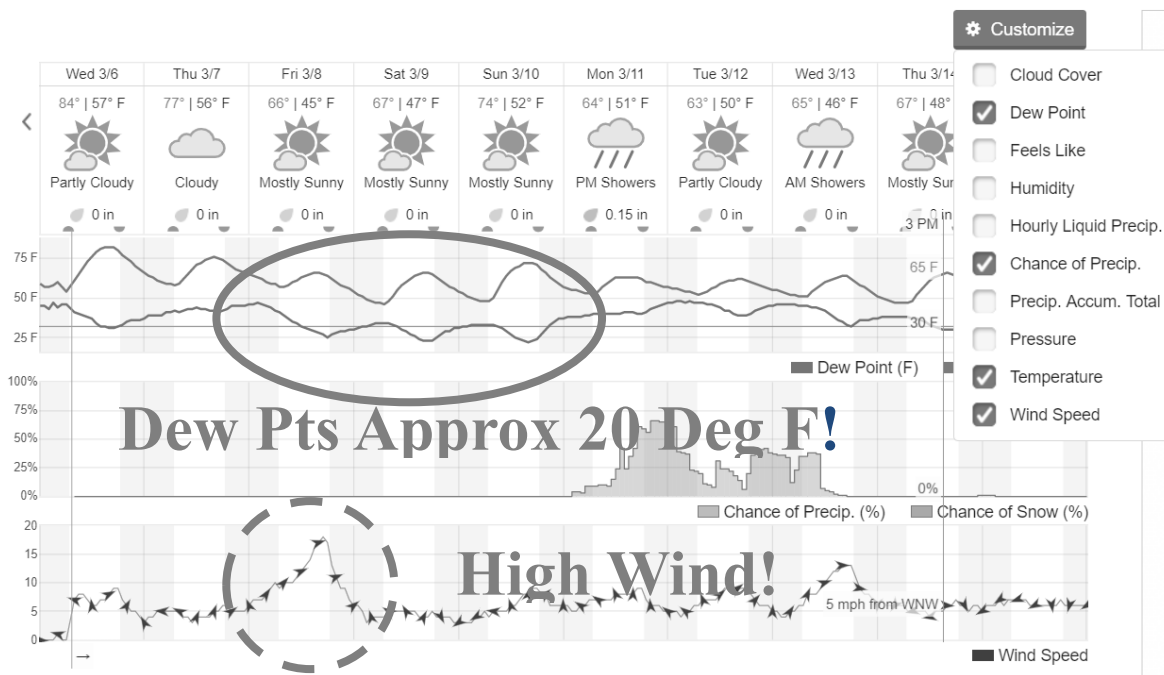 Customize
Wed 3/6 Thu 3/7 Fri 3/8 Sat 3/9 Sun 3/10 Mon 3/11 Tue 3/12 Wed 3/13 Thu 3/14
84° | 57° F 77° | 56° F 66° | 45° F 67° | 47° F 74° | 52° F 64° | 51° F 63° | 50° F 65° | 46° F 67° | 48°
Partly Cloudy Cloudy Mostly Sunny Mostly Sunny Mostly Sunny PM Showers Partly Cloudy AM Showers Mostly Sun
0 in 0 in 0 in 0 in 0 in 0.15 in 0 in 0 in 0 in
3 PM
Cloud Cover
Dew Point
Feels Like
Humidity
Hourly Liquid Precip.
Chance of Precip.
Precip. Accum. Total
Pressure
Temperature
Wind Speed
75 F
65 F
50 F
30 F
25 F
Dew Point (F)
100%
75%
Dew Pts Approx 20 Deg F!
50%
25%
0%
0%
Chance of Precip. (%) Chance of Snow (%)
20
15
High Wind!
10
5 mph from WNW
5
0
→
Wind Speed